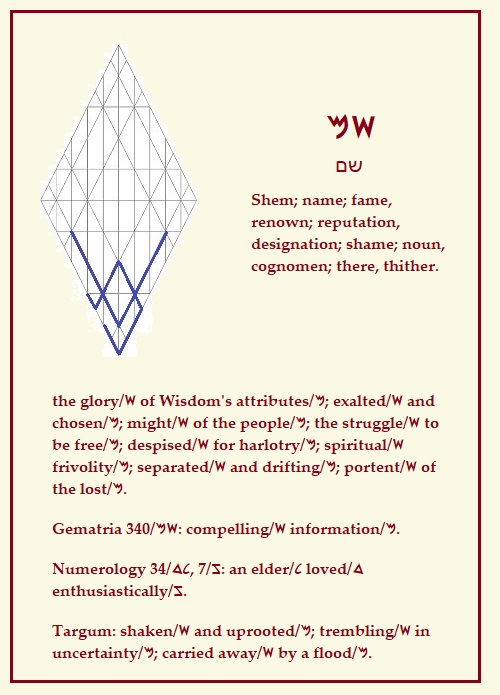 𐤔𐤌
שם
Shem; name; fame,
renown; reputation,
designation; shame; noun,
cognomen; there, thither.
the glory/𐤔 of Wisdom's attributes/𐤌; exalted/𐤔 and
chosen/𐤌; might/𐤔 of the people/𐤌; the struggle/𐤔 to
be free/𐤌; despised/𐤔 for harlotry/𐤌; spiritual/𐤔
frivolity/𐤌; separated/𐤔 and drifting/𐤌; portent/𐤔 of
the lost/𐤌.
Gematria 340/𐤔𐤌: compelling/𐤔 information/𐤌.
Numerology 34/𐤋𐤃, 7/𐤆: an elder/𐤋 loved/𐤃
enthusiastically/𐤆.
Targum: shaken/𐤔 and uprooted/𐤌; trembling/𐤔 in
uncertainty/𐤌; carried away/𐤔 by a flood/𐤌.